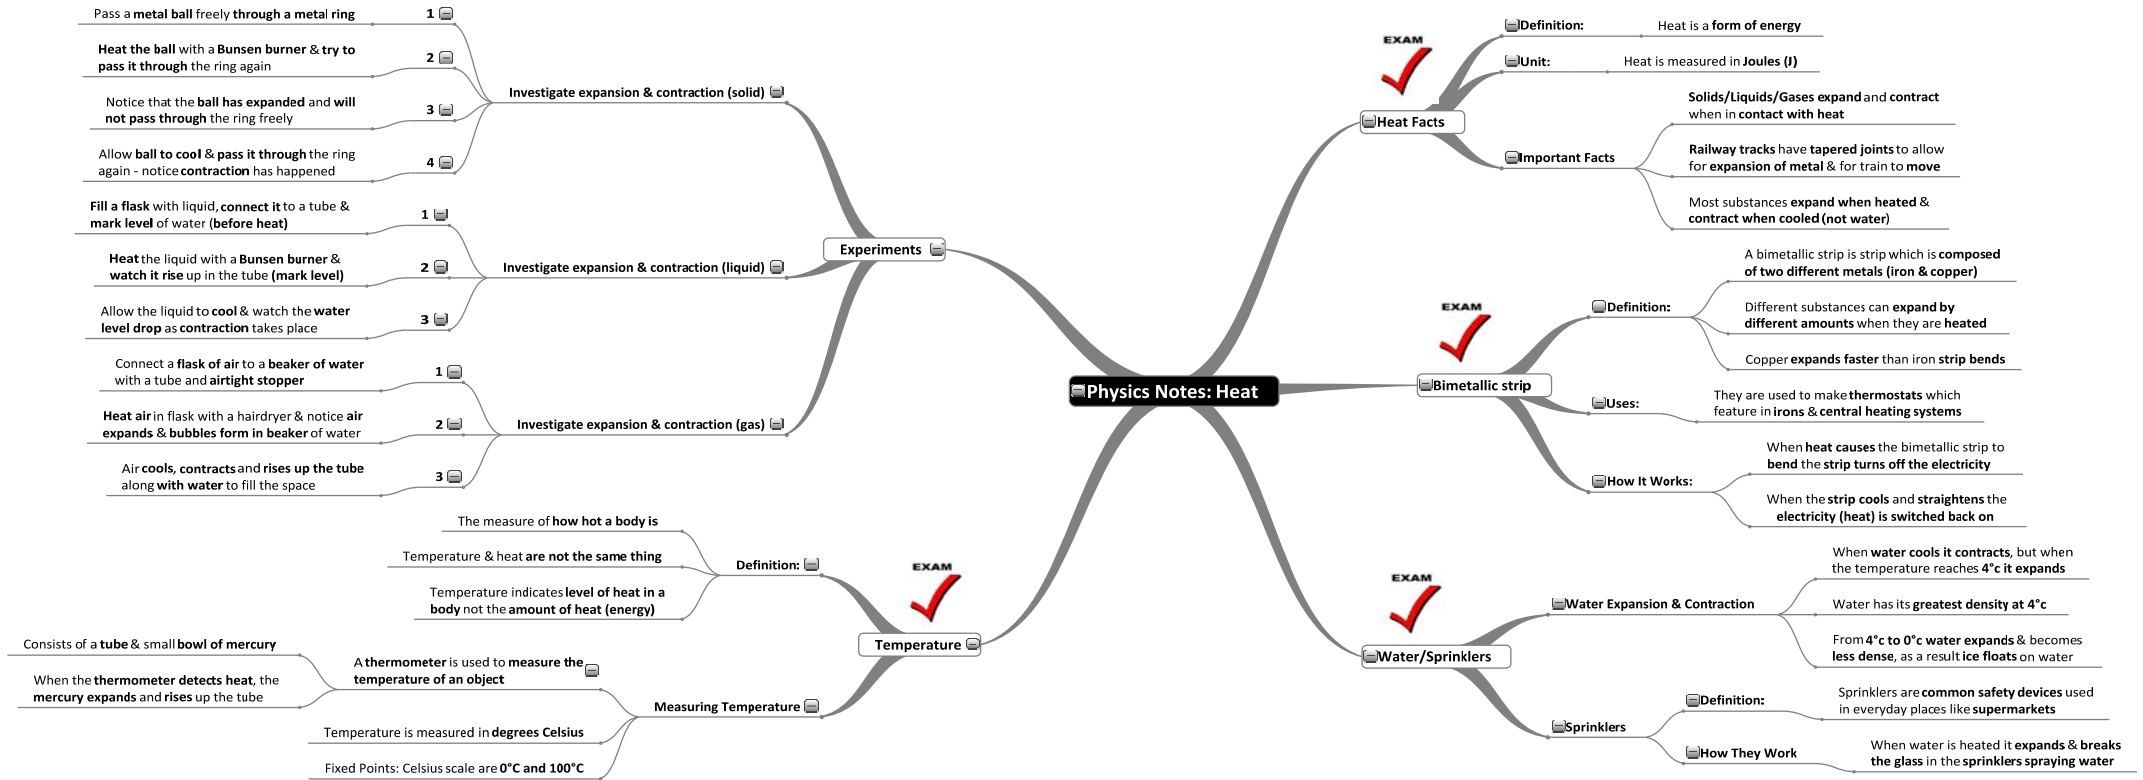 Physics Notes: Heat
EXAM
Heat Facts
Definition:
Heat is a form of energy
Unit:
Heat is measured in Joules (J)
Important Facts
Solids/Liquids/Gases expand and contract
when in contact with heat
Railway tracks have tapered joints to allow
for expansion of metal & for train to move
Most substances expand when heated &
contract when cooled (not water)
EXAM
Bimetallic strip
Definition:
A bimetallic strip is strip which is composed
of two different metals (iron & copper)
Different substances can expand by
different amounts when they are heated
Copper expands faster than iron strip bends
Uses:
They are used to make thermostats which
feature in irons & central heating systems
How It Works:
When heat causes the bimetallic strip to
bend the strip turns off the electricity
When the strip cools and straightens the
electricity (heat) is switched back on
EXAM
Water/Sprinklers
Water Expansion & Contraction
When water cools it contracts, but when
the temperature reaches 4°c it expands
Water has its greatest density at 4°c
From 4°c to 0°c water expands & becomes
less dense, as a result ice floats on water
Sprinklers
Definition:
Sprinklers are common safety devices used
in everyday places like supermarkets
How They Work
When water is heated it expands & breaks
the glass in the sprinklers spraying water
Experiments
Investigate expansion & contraction (solid)
1
Pass a metal ball freely through a metal ring
2
Heat the ball with a Bunsen burner & try to
pass it through the ring again
3
Notice that the ball has expanded and will
not pass through the ring freely
4
Allow ball to cool & pass it through the ring
again - notice contraction has happened
Investigate expansion & contraction (liquid)
1
Fill a flask with liquid, connect it to a tube &
mark level of water (before heat)
2
Heat the liquid with a Bunsen burner &
watch it rise up in the tube (mark level)
3
Allow the liquid to cool & watch the water
level drop as contraction takes place
Investigate expansion & contraction (gas)
1
Connect a flask of air to a beaker of water
with a tube and airtight stopper
2
Heat air in flask with a hairdryer & notice air
expands & bubbles form in beaker of water
3
Air cools, contracts and rises up the tube
along with water to fill the space
EXAM
Temperature
Definition:
The measure of how hot a body is
Temperature & heat are not the same thing
Temperature indicates level of heat in a
body not the amount of heat (energy)
Measuring Temperature
A thermometer is used to measure the
temperature of an object
Consists of a tube & small bowl of mercury
When the thermometer detects heat, the
mercury expands and rises up the tube
Temperature is measured in degrees Celsius
Fixed Points: Celsius scale are 0°C and 100°C